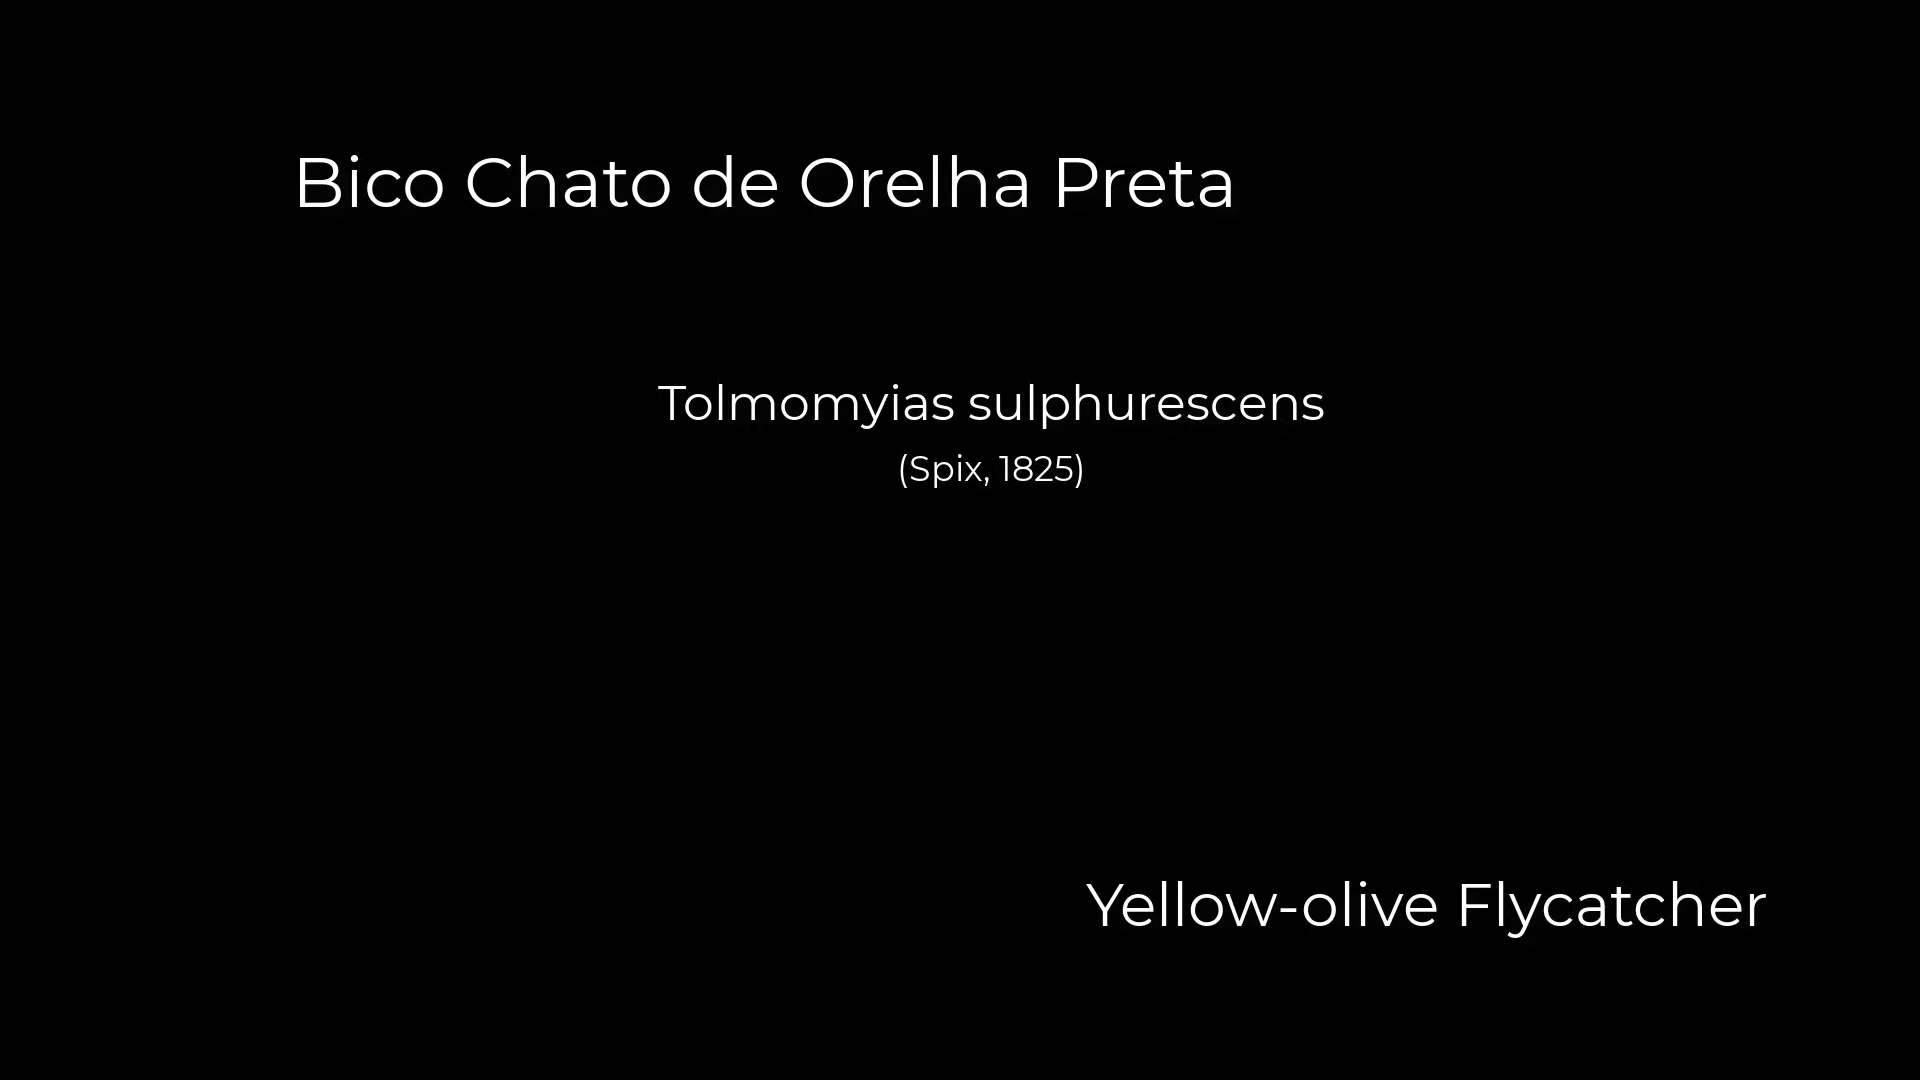 Bico Chato de Orelha Preta
Tolmomyias sulphurescens
(Spix, 1825)
Yellow-olive Flycatcher